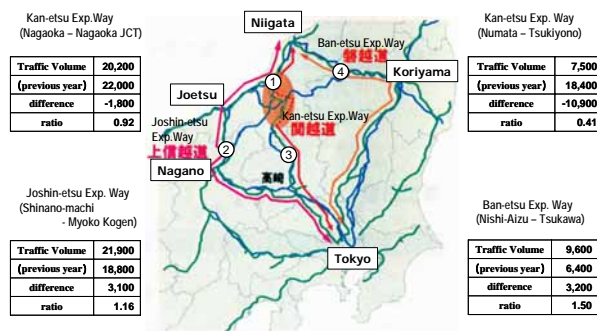 Kan-etsu Exp.Way
(Nagaoka – Nagaoka JCT)
Traffic Volume 20,200
(previous year) 22,000
difference -1,800
ratio 0.92
Joshin-etsu Exp. Way
(Shinano-machi
- Myoko Kogen)
Traffic Volume 21,900
(previous year) 18,800
difference 3,100
ratio 1.16
Niigata
Ban-etsu Exp.Way
磐越道
④
Koriyama
①
Joetsu
Kan-etsu Exp.Way
関越道
Joshin-etsu
Exp.Way
上信越道
②
③
高崎
Nagano
Tokyo
Kan-etsu Exp. Way
(Numata – Tsukiyono)
Traffic Volume 7,500
(previous year) 18,400
difference -10,900
ratio 0.41
Ban-etsu Exp. Way
(Nishi-Aizu – Tsukawa)
Traffic Volume 9,600
(previous year) 6,400
difference 3,200
ratio 1.50